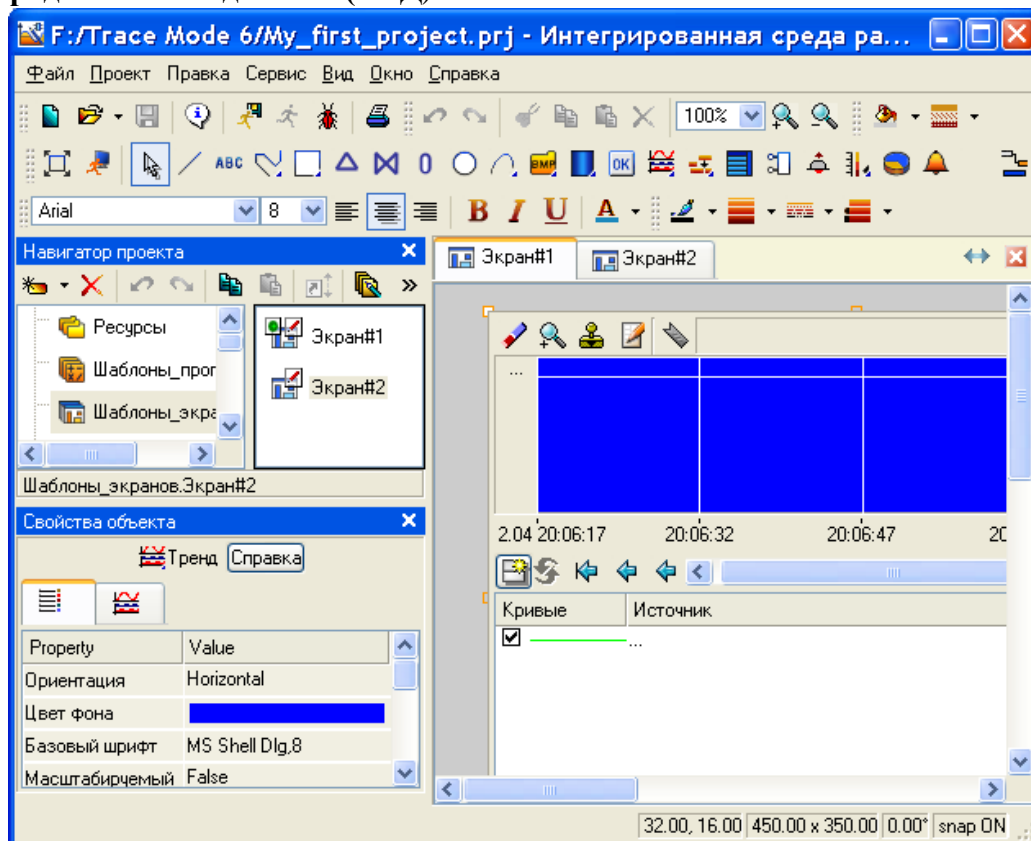 F:/Trace Mode 6/My_first_project.prj - Интегрированная среда ра...
Файл Проект Правка Сервис Вид Окно Справка
100%
ABC BMP OK
Arial 8 B I U A
Навигатор проекта
Экран#1 Экран#2
Ресурсы
Шаблоны_прог
Шаблоны_экра
Экран#1
Экран#2
Шаблоны_экранов.Экран#2
Свойства объекта
Тренд Справка
Property Value
Ориентация Horizontal
Цвет фона
Базовый шрифт MS Shell Dlg,8
Масштабируемый False
...
2.04 20:06:17 20:06:32 20:06:47 20
Кривые Источник
...
32.00, 16.00 450.00 x 350.00 0.00° snap ON